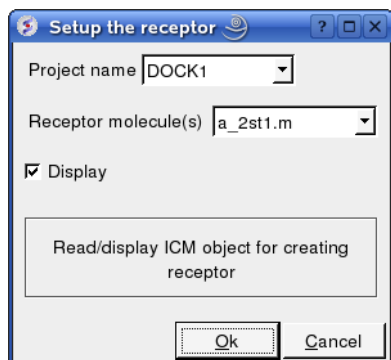 Setup the receptor
Project name DOCK1
Receptor molecule(s) a_2st1.m
Display
Read/display ICM object for creating
receptor
Ok Cancel